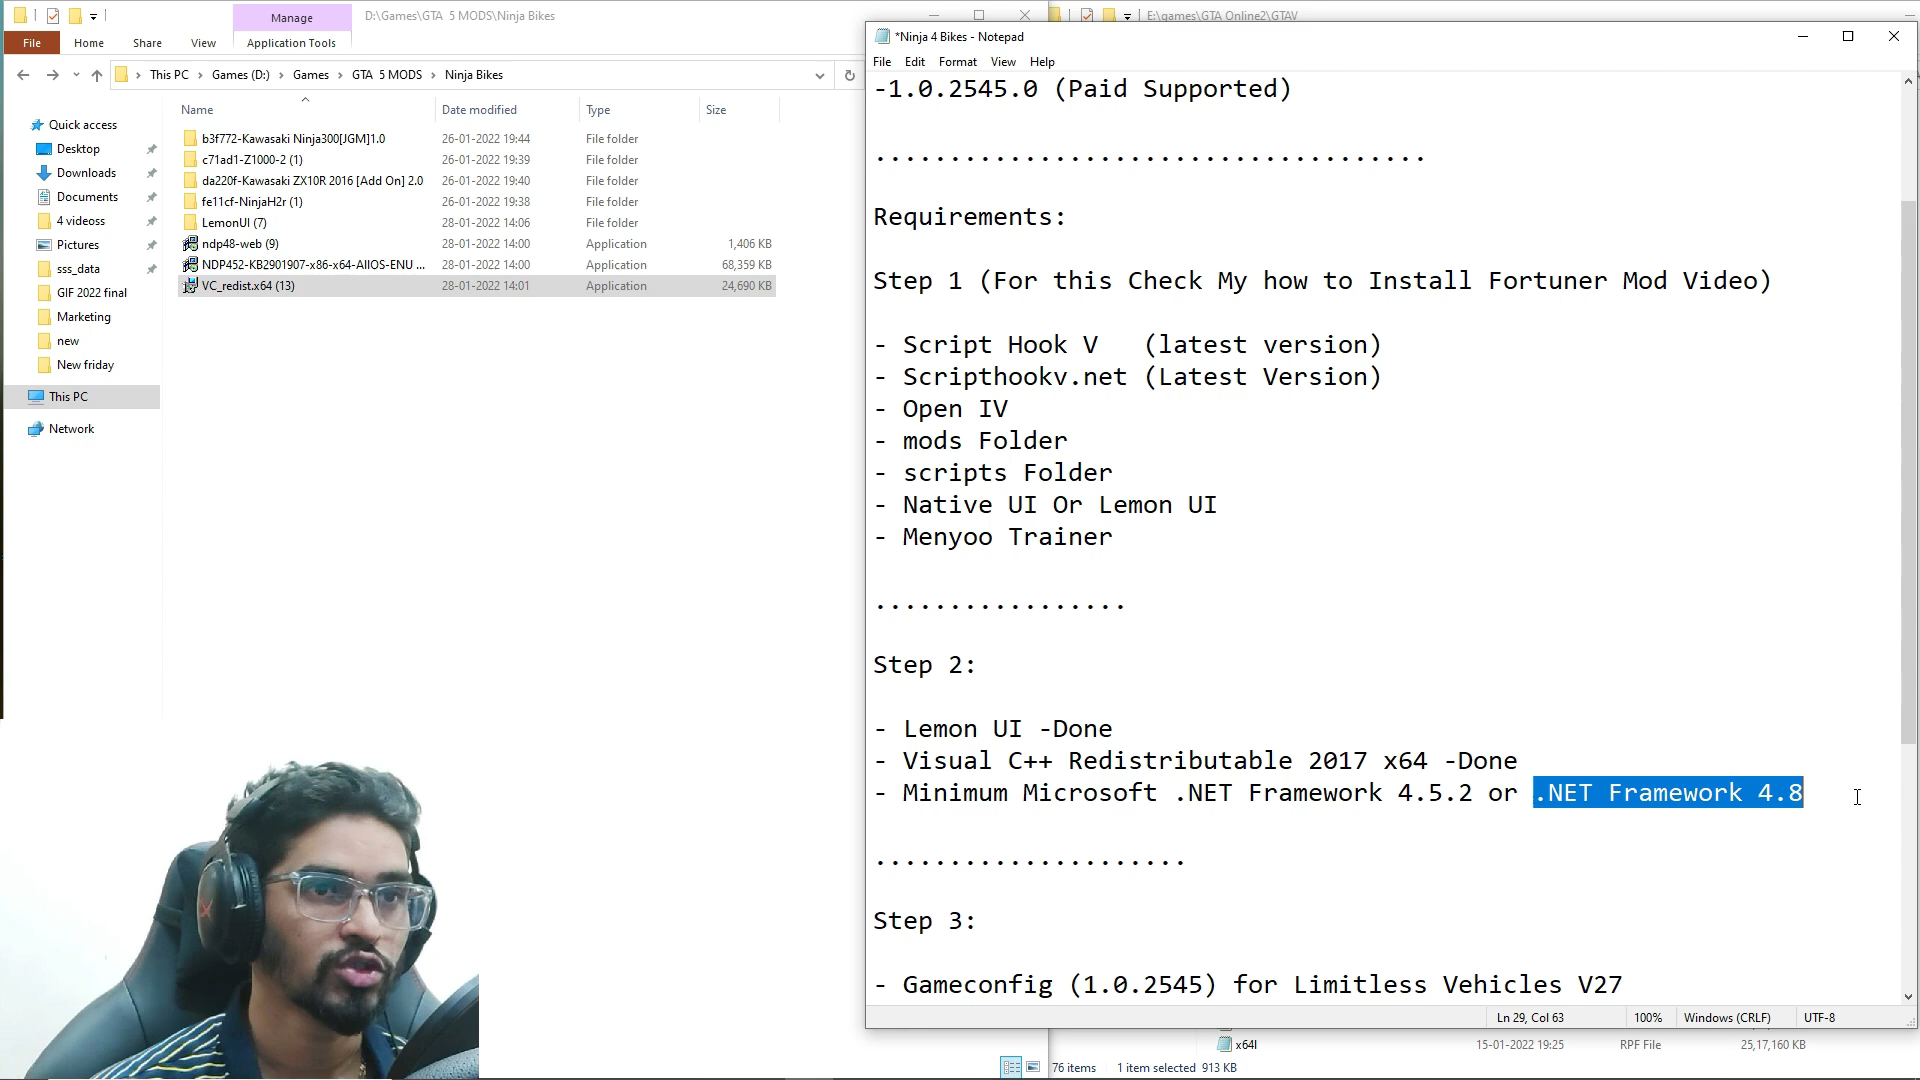 Manage
D:\Games\GTA  5 MODS\Ninja Bikes
File
Home
Share
View
Application Tools
This PC
Games (D:)
Games
GTA  5 MODS
Ninja Bikes
Name
Date modified
Type
Size
Quick access
Desktop
Downloads
Documents
4 videoss
Pictures
sss_data
GIF 2022 final
Marketing
new
New friday
This PC
Network
b3f772-Kawasaki Ninja300[JGM]1.0 26-01-2022 19:44 File folder
c71ad1-Z1000-2 (1) 26-01-2022 19:39 File folder
da220f-Kawasaki ZX10R 2016 [Add On] 2.0 26-01-2022 19:40 File folder
fe11cf-NinjaH2r (1) 26-01-2022 19:38 File folder
LemonUI (7) 28-01-2022 14:06 File folder
ndp48-web (9) 28-01-2022 14:00 Application 1,406 KB
NDP452-KB2901907-x86-x64-AllOS-ENU ... 28-01-2022 14:00 Application 68,359 KB
VC_redist.x64 (13) 28-01-2022 14:01 Application 24,690 KB
E:\games\GTA Online2\GTAV
*Ninja 4 Bikes - Notepad
File Edit Format View Help
-1.0.2545.0 (Paid Supported)
.....................................
Requirements:
Step 1 (For this Check My how to Install Fortuner Mod Video)
- Script Hook V   (latest version)
- Scripthookv.net (Latest Version)
- Open IV
- mods Folder
- scripts Folder
- Native UI Or Lemon UI
- Menyoo Trainer
.................
Step 2:
- Lemon UI -Done
- Visual C++ Redistributable 2017 x64 -Done
- Minimum Microsoft .NET Framework 4.5.2 or .NET Framework 4.8
.....................
Step 3:
- Gameconfig (1.0.2545) for Limitless Vehicles V27
Ln 29, Col 63
100%
Windows (CRLF)
UTF-8
x64l 15-01-2022 19:25 RPF File 25,17,160 KB
76 items 1 item selected  913 KB